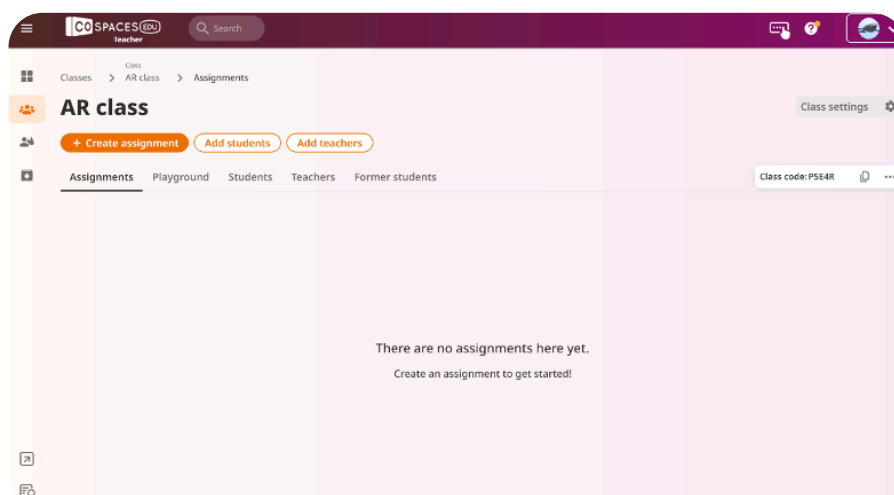 COSPACES EDU
Teacher
Search
Class
Classes > AR class > Assignments
AR class
Class settings
+ Create assignment Add students Add teachers
Assignments Playground Students Teachers Former students
Class code:P5E4R
There are no assignments here yet.
Create an assignment to get started!